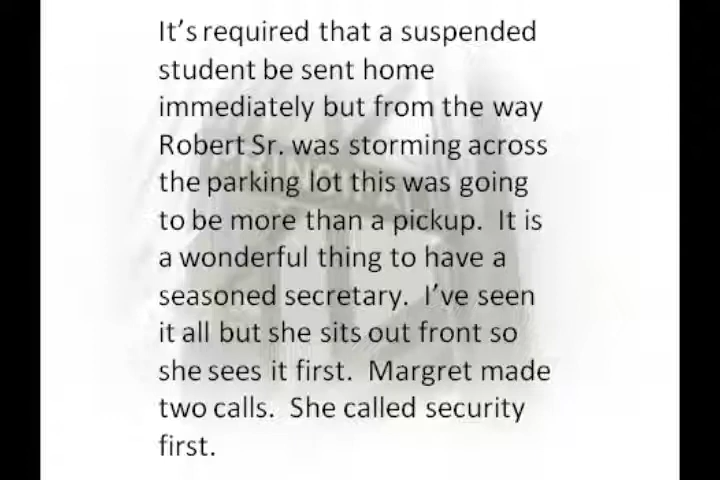 It’s required that a suspended
student be sent home
immediately but from the way
Robert Sr. was storming across
the parking lot this was going
to be more than a pickup.  It is
a wonderful thing to have a
seasoned secretary.  I’ve seen
it all but she sits out front so
she sees it first.  Margret made
two calls.  She called security
first.